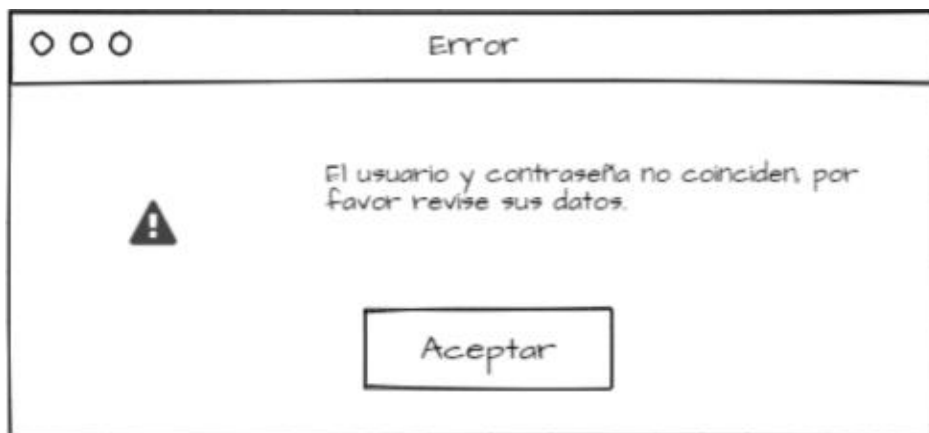 Error
El usuario y contraseña no coinciden, por
favor revise sus datos.
Aceptar